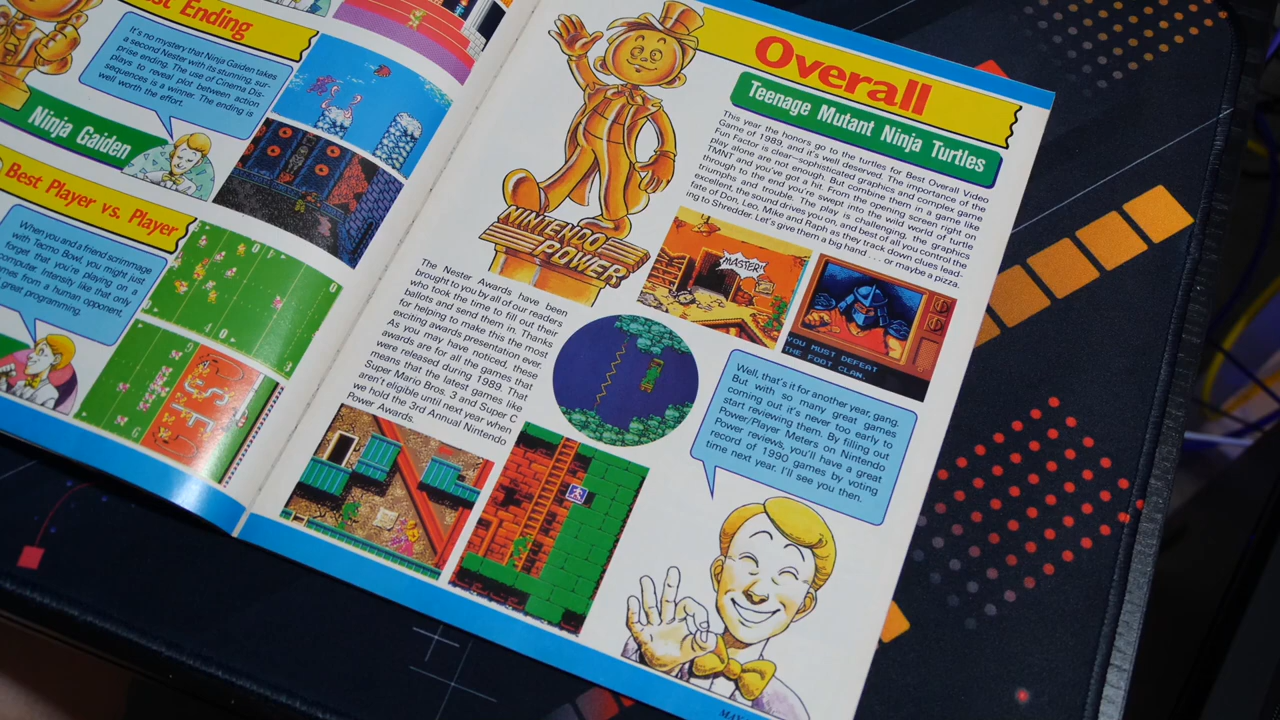 st Ending
It's no mystery that Ninja Gaiden takes
a second Nester with its stunning, sur-
prise ending. The use of Cinema Dis-
plays to reveal plot between action
sequences is a winner. The ending is
well worth the effort.
Ninja Gaiden
Best Player vs. Player
When you and a friend scrimmage
with Tecmo Bowl, you might just
forget that you're playing on a
computer. Intensity like that only
mes from a human opponent,
great programming.
Overall
Teenage Mutant Ninja Turtles
This year the honors go to the turtles for Best Overall Video
Game of 1989, and it's well deserved. The importance of the
Fun Factor is clear—sophisticated graphics and complex game
play alone are not enough. But combine them in a game like
TMNT and you've got a hit. From the opening screen right on
through to the end you're swept into the world of turtle
triumphs and trouble. The play is challenging, the graphics
excellent, the sound drives you on, and best of all you control the
fate of Don, Leo, Mike and Raph as they track down clues lead-
ing to Shredder. Let's give them a big hand . . . or maybe a pizza.
NINTENDO
POWER
MASTER!
YOU MUST DEFEAT
THE FOOT CLAN.
The Nester Awards have been
brought to you by all of our readers
who took the time to fill out their
ballots and send them in. Thanks
for helping to make this the most
exciting awards presentation ever.
As you may have noticed, these
awards are for all the games that
were released during 1989. That
means that the latest games like
Super Mario Bros. 3 and Super C
aren't eligible until next year when
we hold the 3rd Annual Nintendo
Power Awards.
Well, that's it for another year, gang.
But with so many great games
coming out it's never too early to
start reviewing them. By filling out
Power/Player Meters on Nintendo
Power reviews, you'll have a great
record of 1990 games by voting
time next year. I'll see you then.